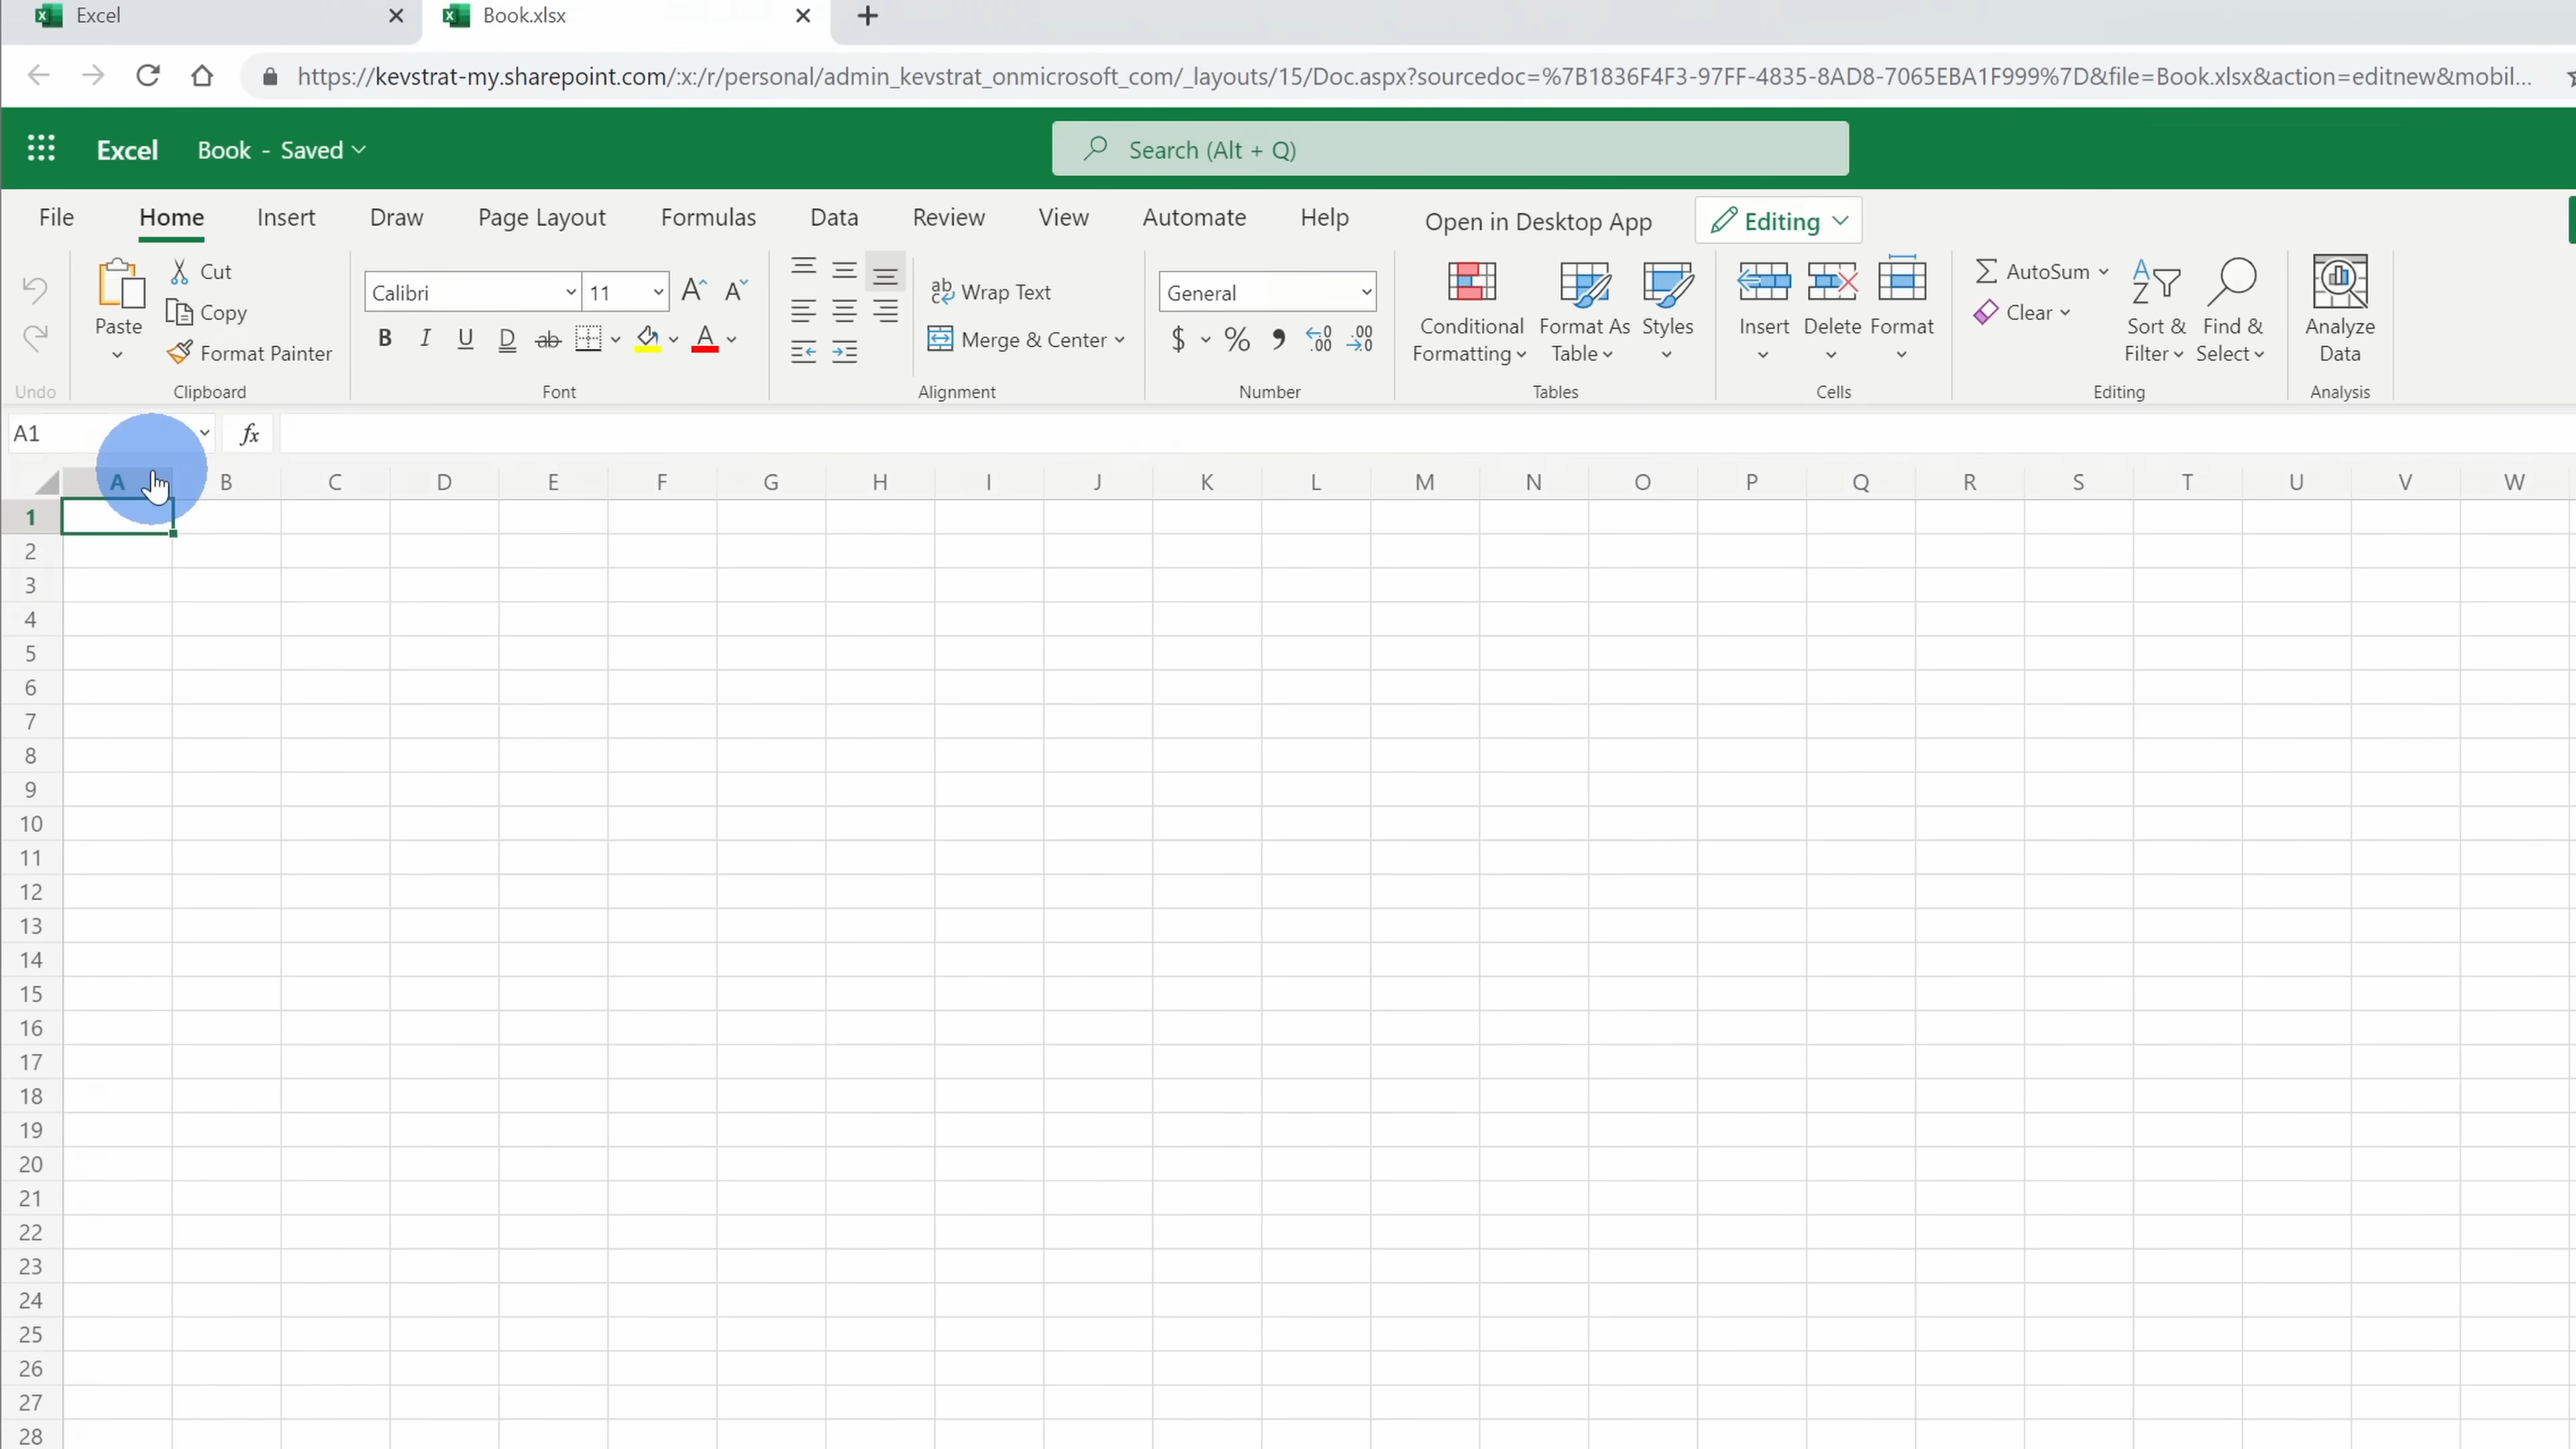 Excel
Book.xlsx
https://kevstrat-my.sharepoint.com/:x:/r/personal/admin_kevstrat_onmicrosoft_com/_layouts/15/Doc.aspx?sourcedoc=%7B1836F4F3-97FF-4835-8AD8-7065EBA1F999%7D&file=Book.xlsx&action=editnew&mobil...
Excel Book - Saved
Search (Alt + Q)
File Home Insert Draw Page Layout Formulas Data Review View Automate Help Open in Desktop App Editing
Paste
Cut
Copy
Format Painter
Calibri 11
B I U D ab A
Wrap Text
Merge & Center
General
$ % , .00 .00
Conditional Formatting
Format As Table
Styles
Insert Delete Format
AutoSum
Clear
Sort & Filter
Find & Select
Analyze Data
Undo Clipboard Font Alignment Number Tables Cells Editing Analysis
A1 fx
A B C D E F G H I J K L M N O P Q R S T U V W
1
2
3
4
5
6
7
8
9
10
11
12
13
14
15
16
17
18
19
20
21
22
23
24
25
26
27
28